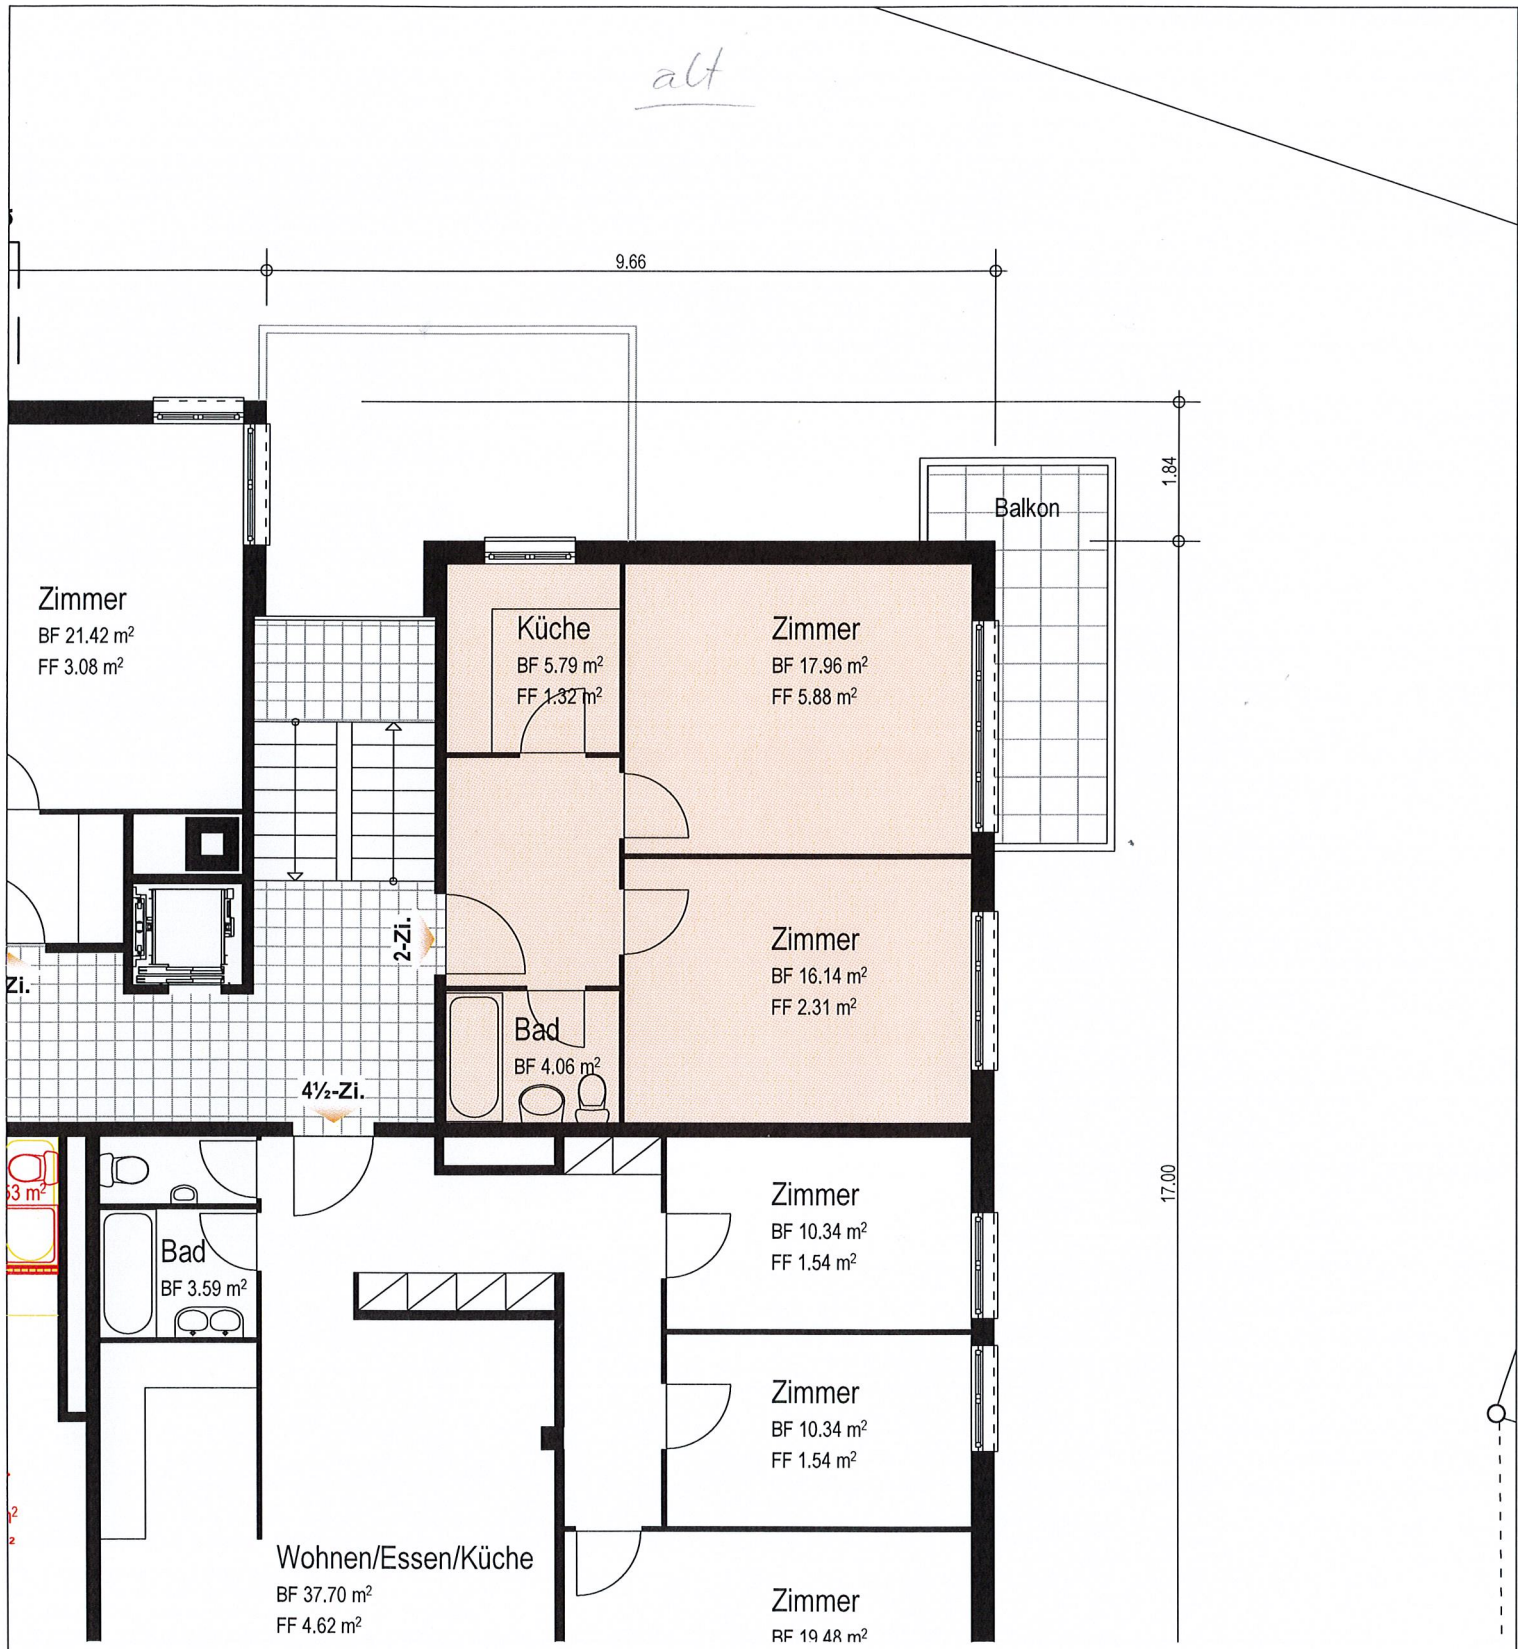 alt
9.66
1.84
Balkon
Zimmer
BF 21.42 m²
FF 3.08 m²
Küche
BF 5.79 m²
FF 1.32 m²
Zimmer
BF 17.96 m²
FF 5.88 m²
2-Zi.
Zimmer
BF 16.14 m²
FF 2.31 m²
Zi.
Bad
BF 4.06 m²
4½-Zi.
17.00
63 m²
Zimmer
BF 10.34 m²
FF 1.54 m²
Bad
BF 3.59 m²
Zimmer
BF 10.34 m²
FF 1.54 m²
Wohnen/Essen/Küche
BF 37.70 m²
FF 4.62 m²
Zimmer
BF 19.48 m²